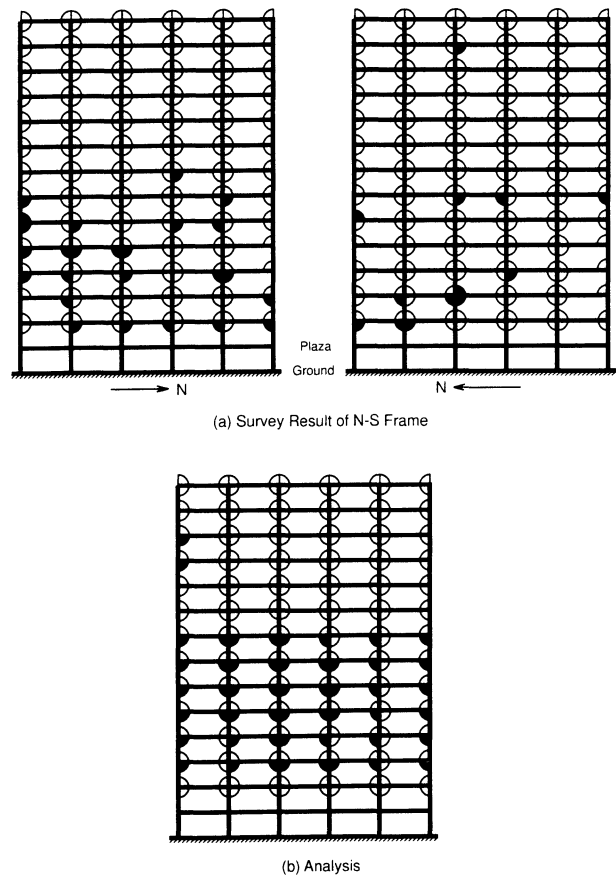 Plaza
Ground
N
N
(a) Survey Result of N-S Frame
(b) Analysis